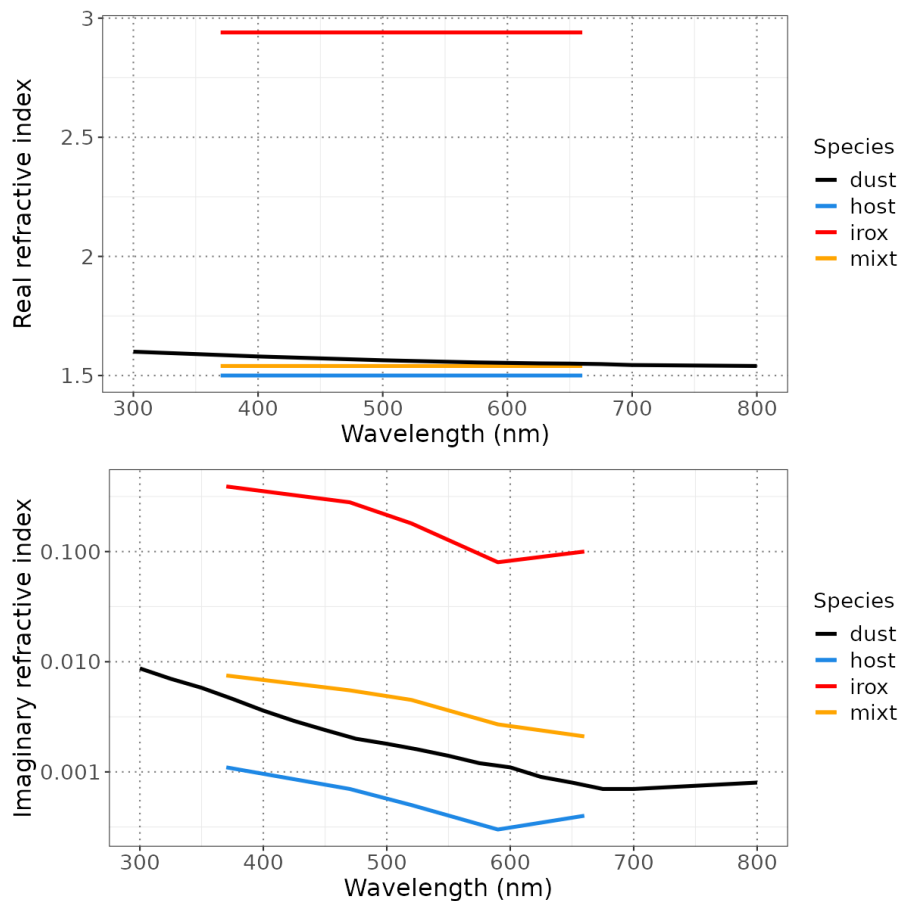 Real refractive index
3
2.5
2
1.5
300 400 500 600 700 800
Wavelength (nm)
Species
dust
host
irox
mixt
Imaginary refractive index
0.100
0.010
0.001
300 400 500 600 700 800
Wavelength (nm)
Species
dust
host
irox
mixt